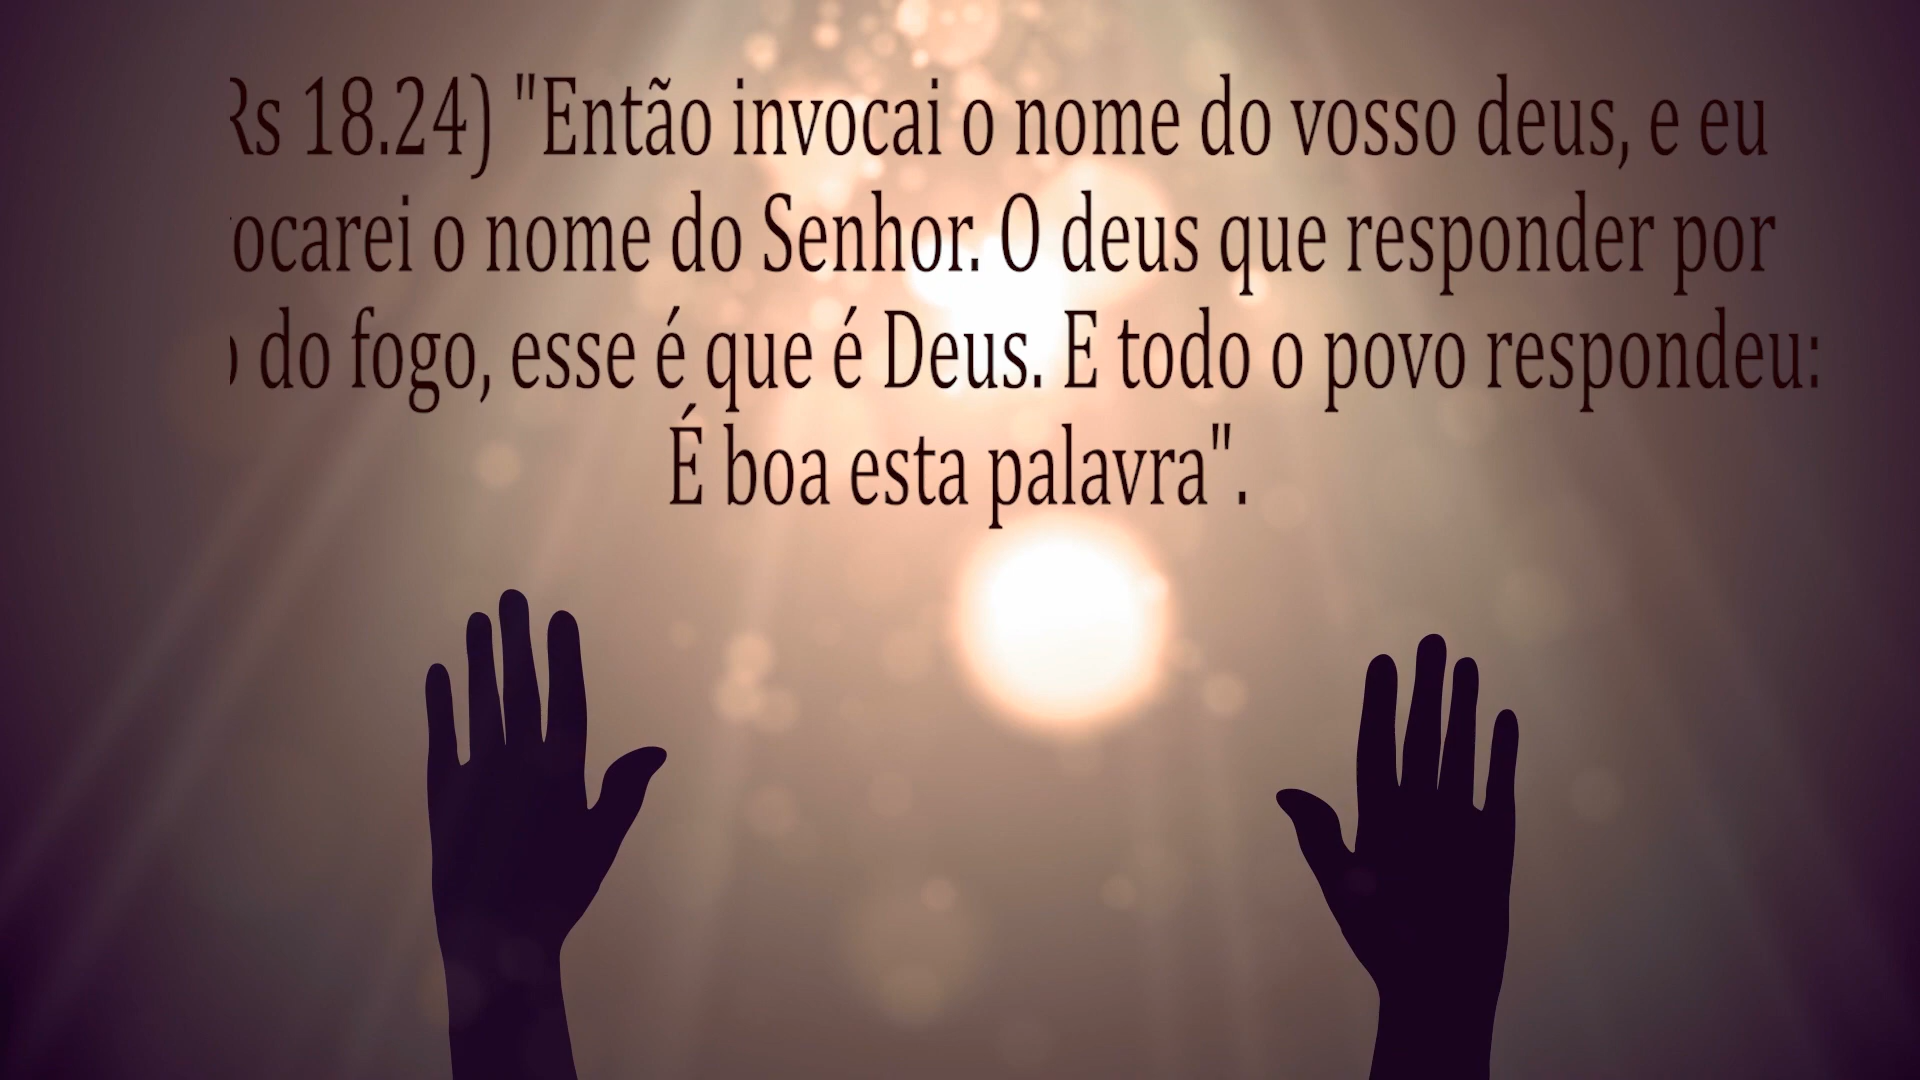 Rs 18.24) "Então invocai o nome do vosso deus, e eu
ocarei o nome do Senhor. O deus que responder por
do fogo, esse é que é Deus. E todo o povo respondeu:
É boa esta palavra".